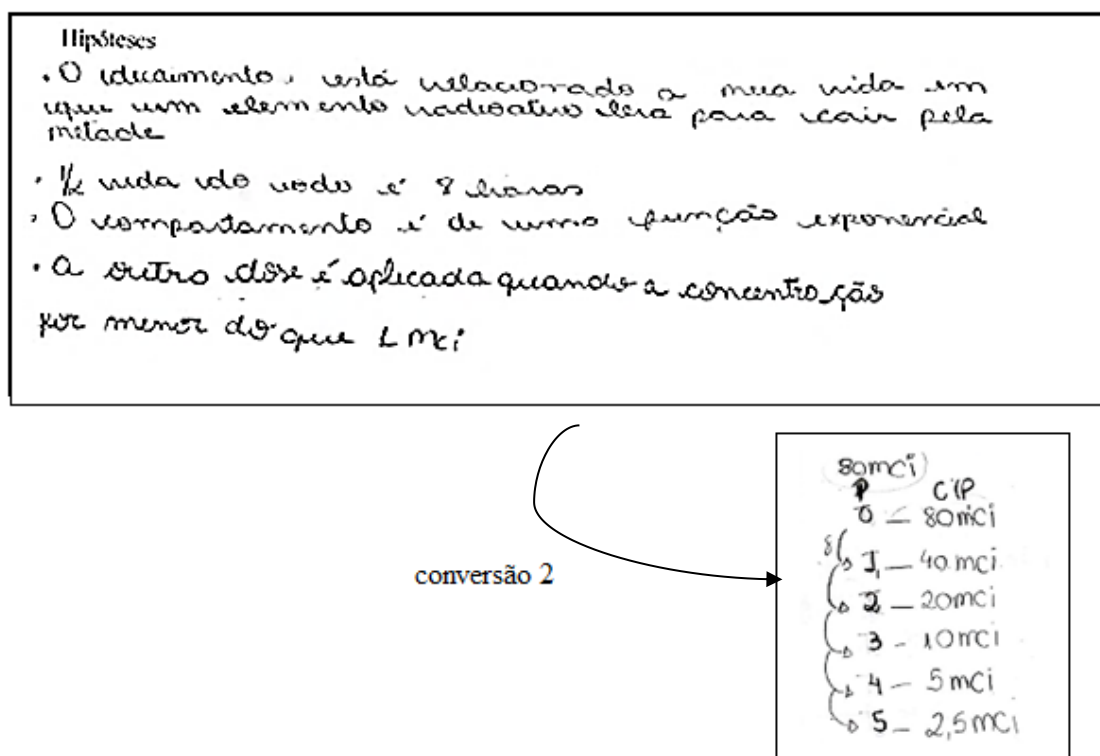 Hipóteses
• O decaimento, está relacionado a meia vida em
que um elemento radioativo leva para cair pela
metade
• ½ vida do iodo é 8 horas
• O comportamento é de uma função exponencial
• A outra dose é aplicada quando a concentração
for menor do que 1 mci
conversão 2
80mci
P C(P
0 – 80mci
8 1 – 40 mci
2 – 20mci
3 - 10mci
4 – 5mci
5 – 2,5mci